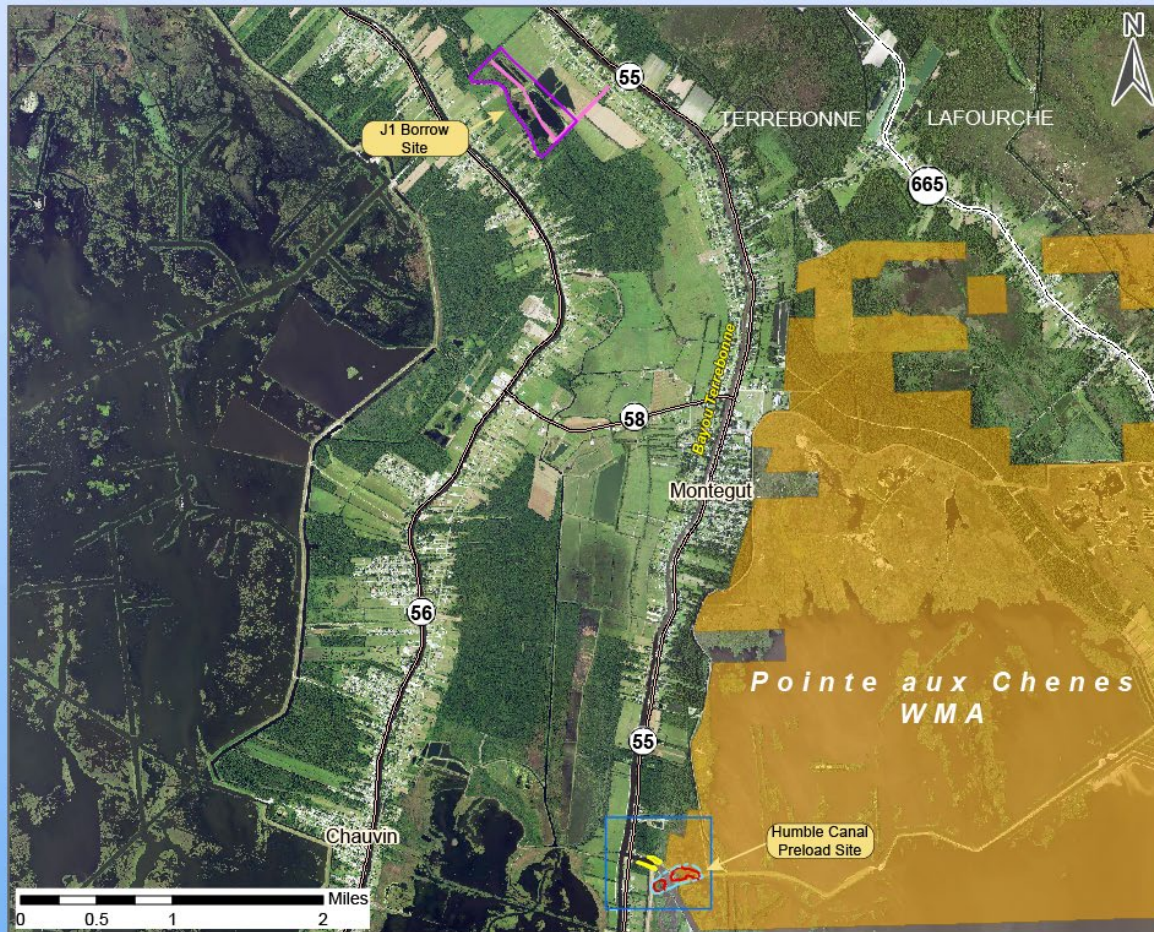 N
55
TERREBONNE
LAFOURCHE
J1 Borrow
Site
665
Bayou Terrebonne
58
Montegut
56
Pointe aux Chenes
WMA
55
Chauvin
Humble Canal
Preload Site
Miles
0 0.5 1 2